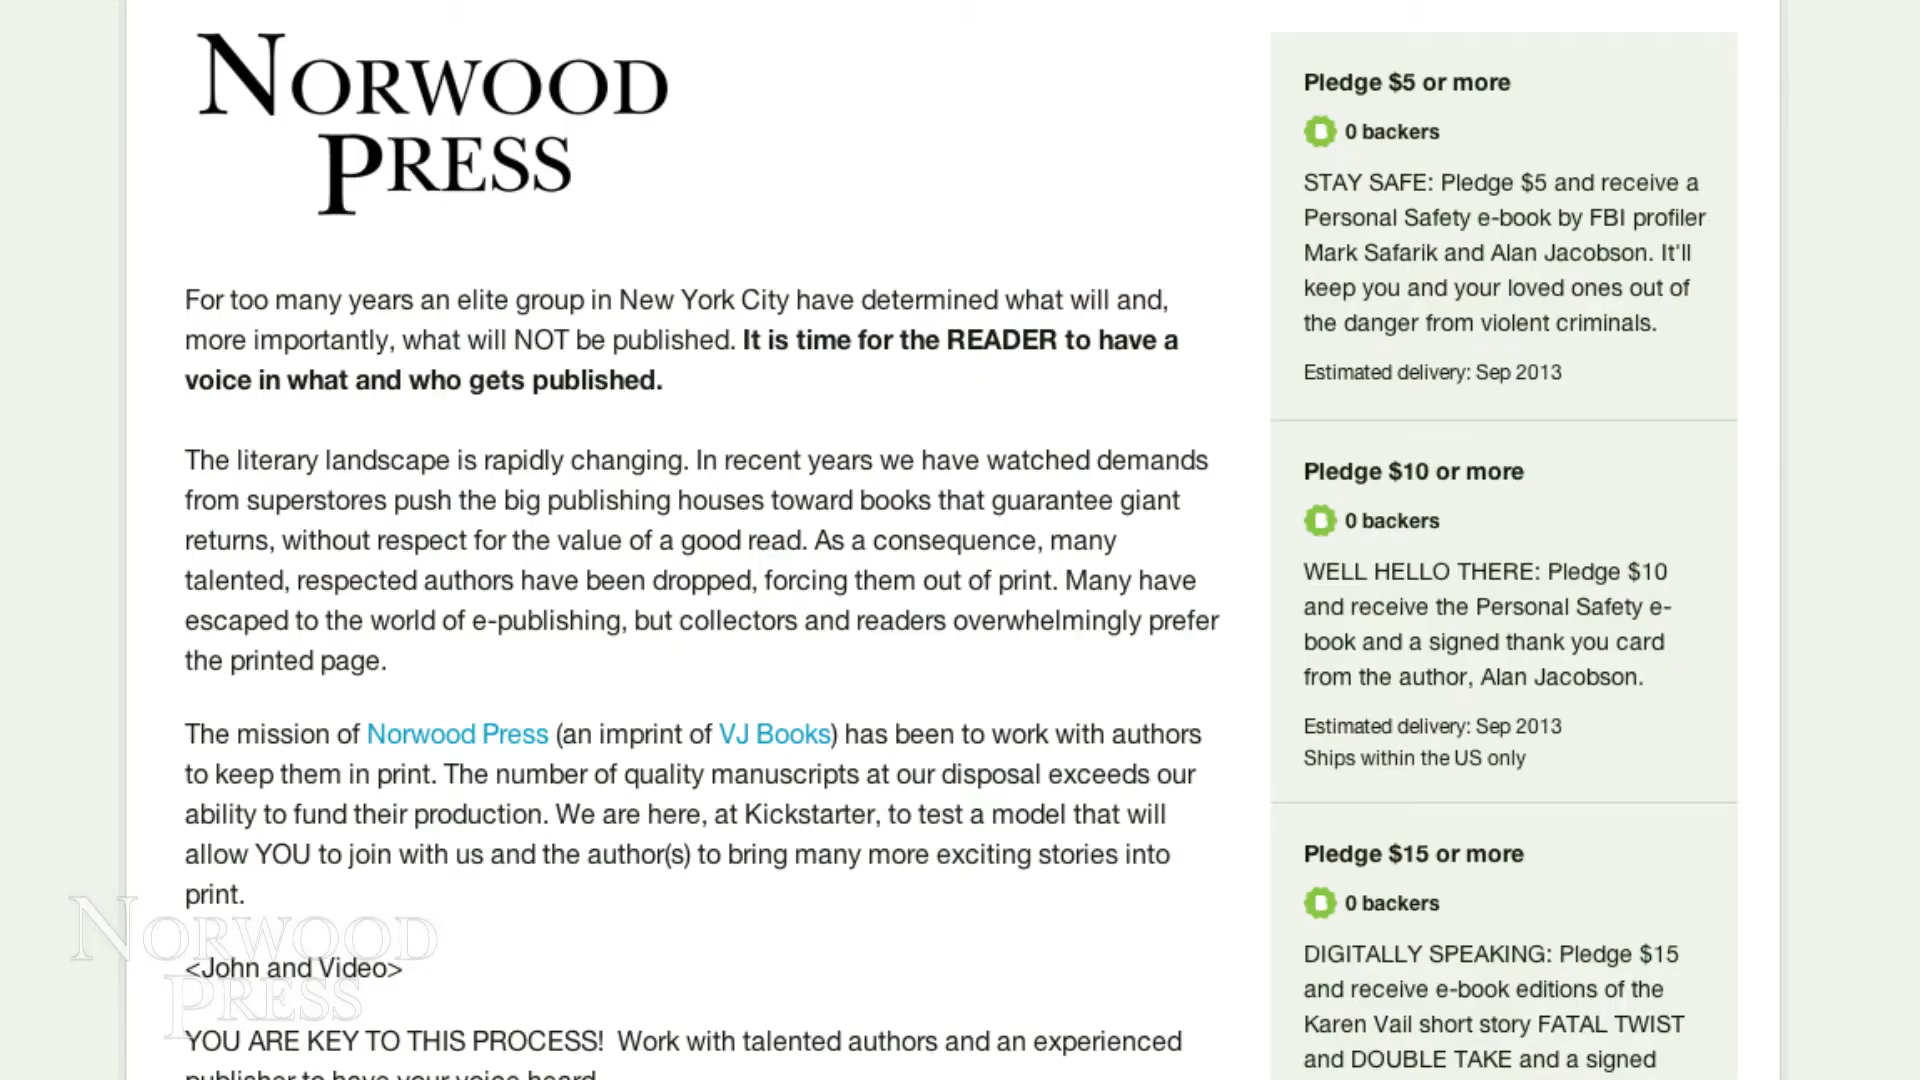 NORWOOD
PRESS
For too many years an elite group in New York City have determined what will and,
more importantly, what will NOT be published. It is time for the READER to have a
voice in what and who gets published.
The literary landscape is rapidly changing. In recent years we have watched demands
from superstores push the big publishing houses toward books that guarantee giant
returns, without respect for the value of a good read. As a consequence, many
talented, respected authors have been dropped, forcing them out of print. Many have
escaped to the world of e-publishing, but collectors and readers overwhelmingly prefer
the printed page.
The mission of Norwood Press (an imprint of VJ Books) has been to work with authors
to keep them in print. The number of quality manuscripts at our disposal exceeds our
ability to fund their production. We are here, at Kickstarter, to test a model that will
allow YOU to join with us and the author(s) to bring many more exciting stories into
print.
<John and Video>
YOU ARE KEY TO THIS PROCESS!  Work with talented authors and an experienced
publisher to have your voice heard
NORWOOD
PRESS
Pledge $5 or more
0 backers
STAY SAFE: Pledge $5 and receive a
Personal Safety e-book by FBI profiler
Mark Safarik and Alan Jacobson. It'll
keep you and your loved ones out of
the danger from violent criminals.
Estimated delivery: Sep 2013
Pledge $10 or more
0 backers
WELL HELLO THERE: Pledge $10
and receive the Personal Safety e-
book and a signed thank you card
from the author, Alan Jacobson.
Estimated delivery: Sep 2013
Ships within the US only
Pledge $15 or more
0 backers
DIGITALLY SPEAKING: Pledge $15
and receive e-book editions of the
Karen Vail short story FATAL TWIST
and DOUBLE TAKE and a signed